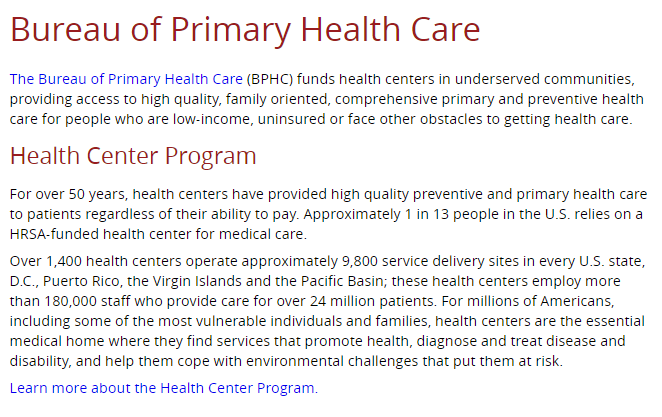 Bureau of Primary Health Care
The Bureau of Primary Health Care (BPHC) funds health centers in underserved communities,
providing access to high quality, family oriented, comprehensive primary and preventive health
care for people who are low-income, uninsured or face other obstacles to getting health care.
Health Center Program
For over 50 years, health centers have provided high quality preventive and primary health care
to patients regardless of their ability to pay. Approximately 1 in 13 people in the U.S. relies on a
HRSA-funded health center for medical care.
Over 1,400 health centers operate approximately 9,800 service delivery sites in every U.S. state,
D.C., Puerto Rico, the Virgin Islands and the Pacific Basin; these health centers employ more
than 180,000 staff who provide care for over 24 million patients. For millions of Americans,
including some of the most vulnerable individuals and families, health centers are the essential
medical home where they find services that promote health, diagnose and treat disease and
disability, and help them cope with environmental challenges that put them at risk.
Learn more about the Health Center Program.